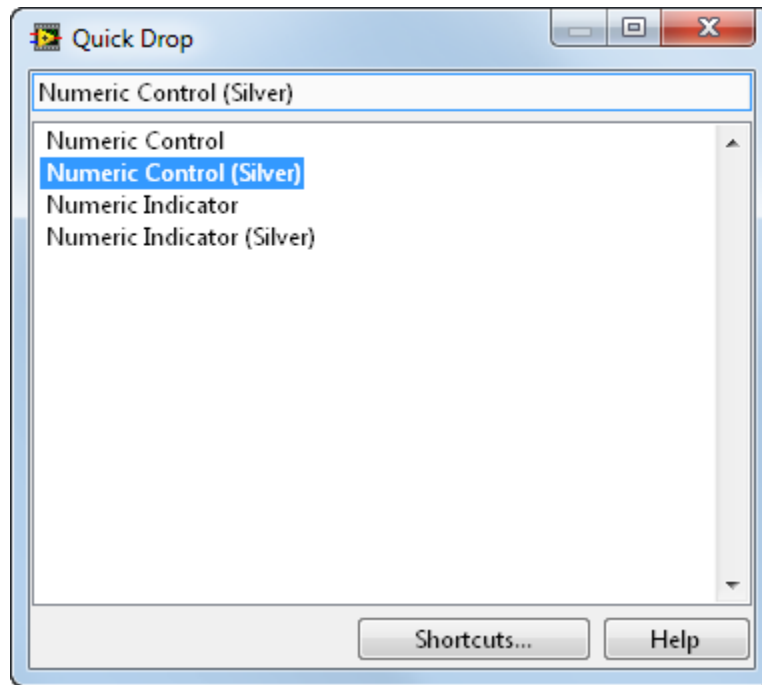 Quick Drop
Numeric Control (Silver)
Numeric Control
Numeric Control (Silver)
Numeric Indicator
Numeric Indicator (Silver)
Shortcuts... Help